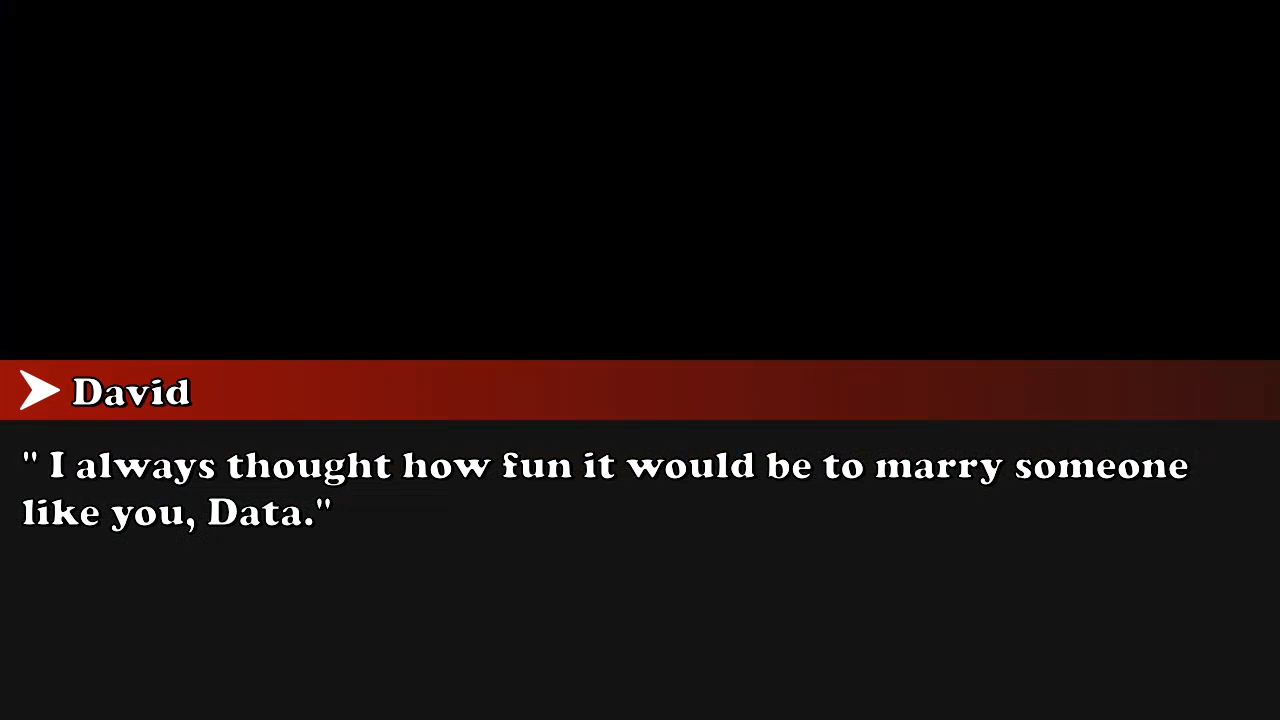 David
" I always thought how fun it would be to marry someone
like you, Data."